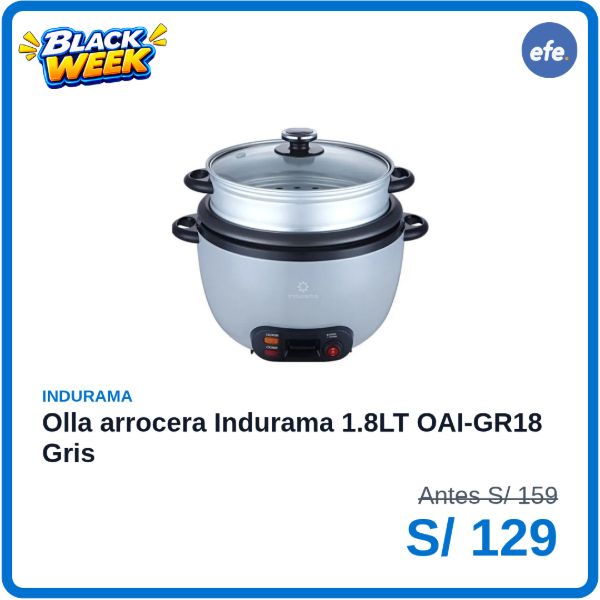 BLACK
WEEK
efe.
INDURAMA
Olla arrocera Indurama 1.8LT OAI-GR18
Gris
Antes S/ 159
S/ 129